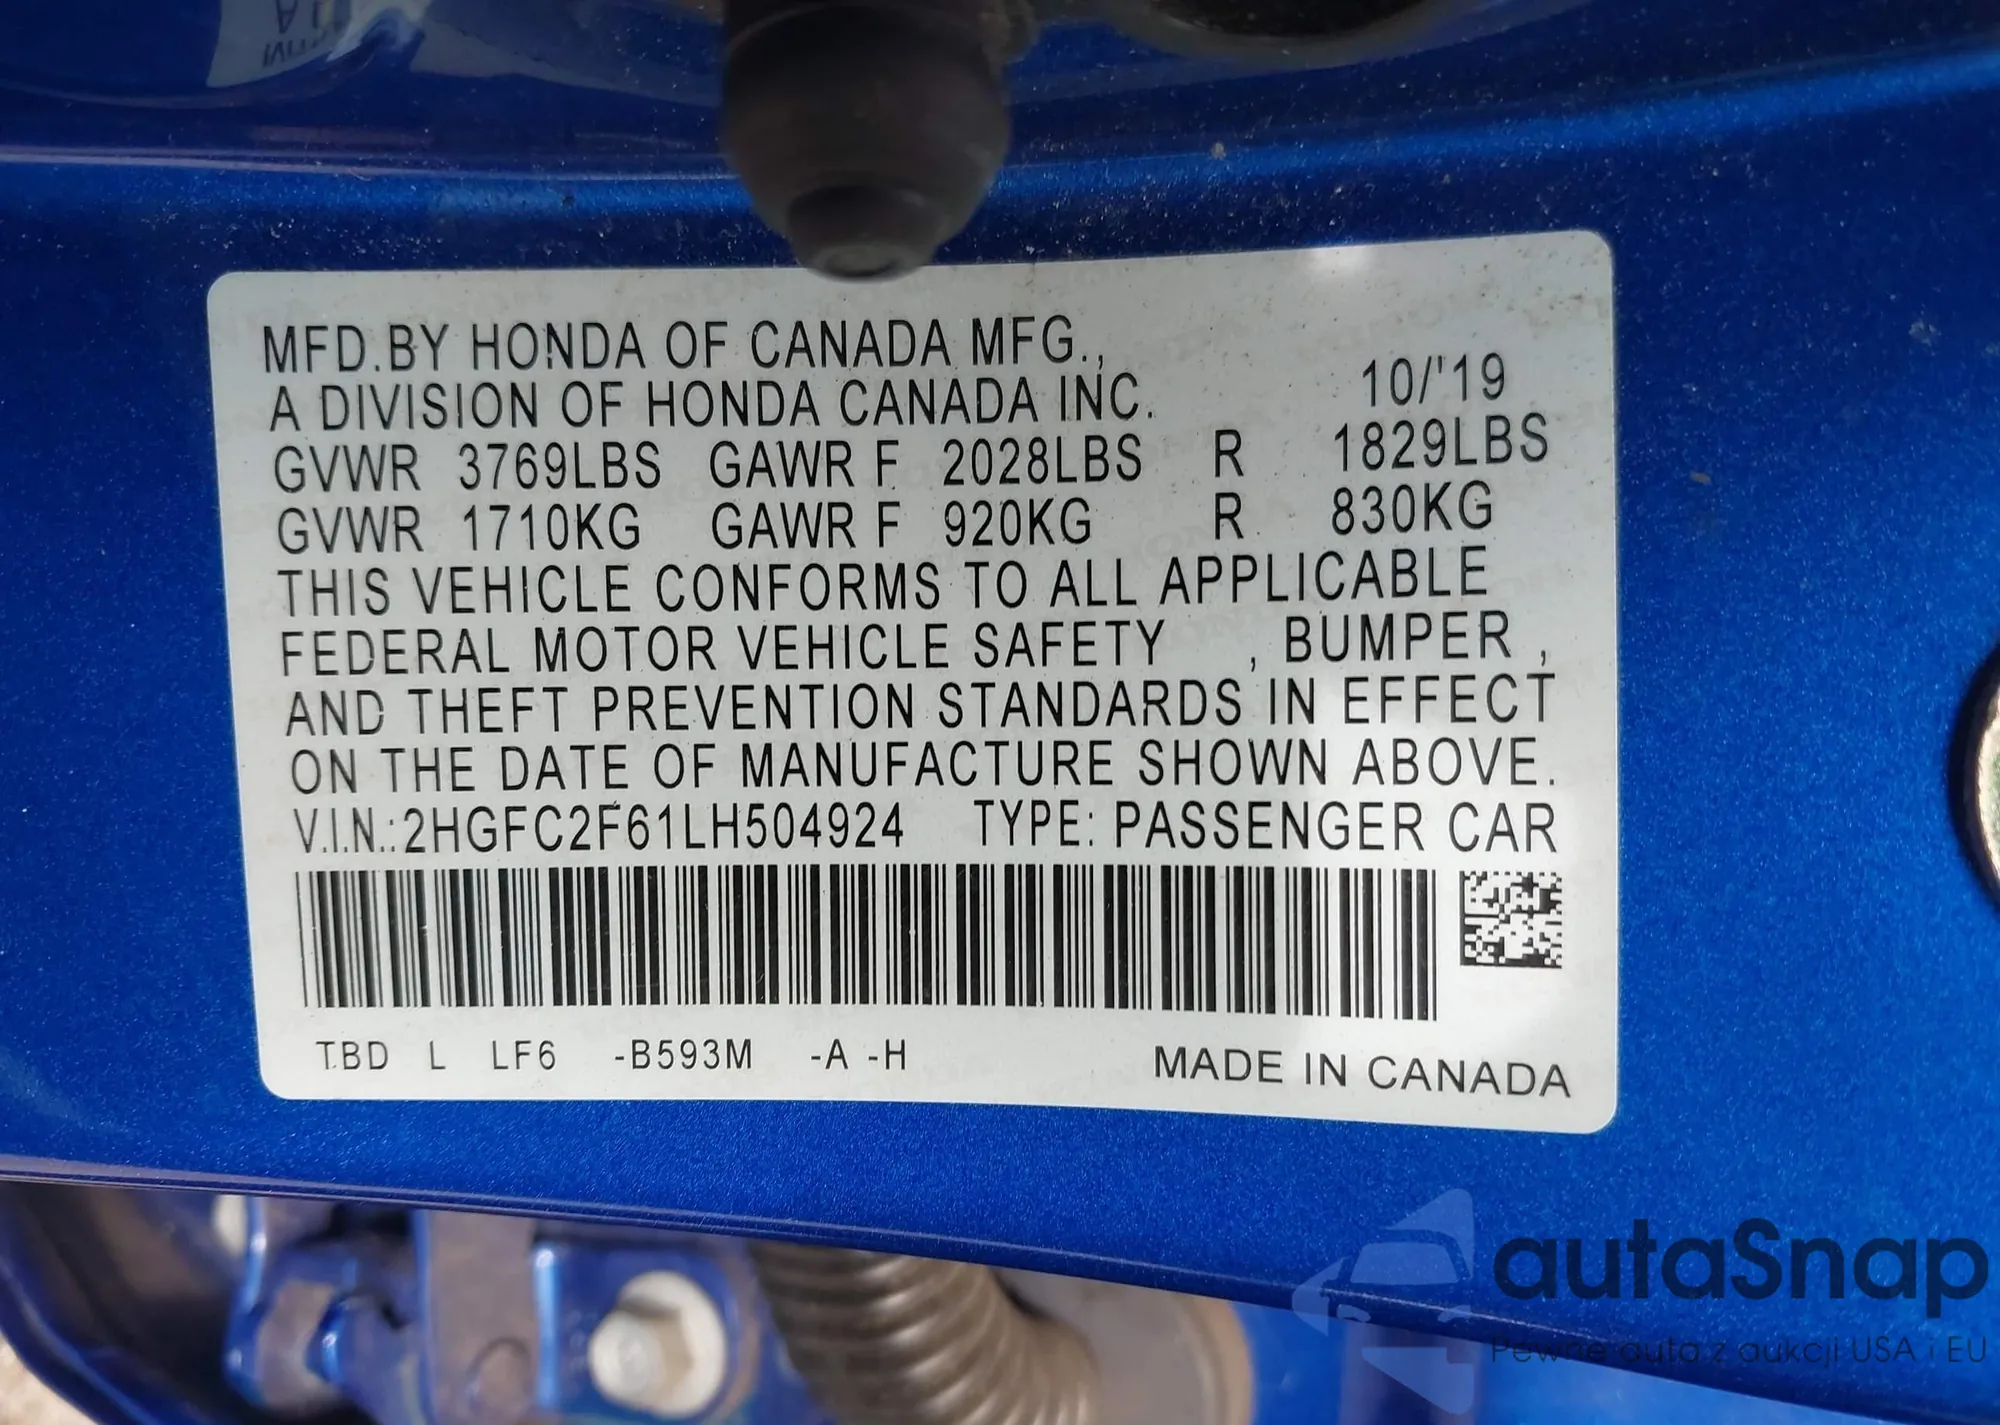 MFD.BY HONDA OF CANADA MFG.,
A DIVISION OF HONDA CANADA INC. 10/'19
GVWR 3769LBS GAWR F 2028LBS R 1829LBS
GVWR 1710KG GAWR F 920KG R 830KG
THIS VEHICLE CONFORMS TO ALL APPLICABLE
FEDERAL MOTOR VEHICLE SAFETY , BUMPER ,
AND THEFT PREVENTION STANDARDS IN EFFECT
ON THE DATE OF MANUFACTURE SHOWN ABOVE.
V.I.N.:2HGFC2F61LH504924 TYPE: PASSENGER CAR
TBD L LF6 -B593M -A -H MADE IN CANADA
autaSnap
Pewne auta z aukcji USA i EU